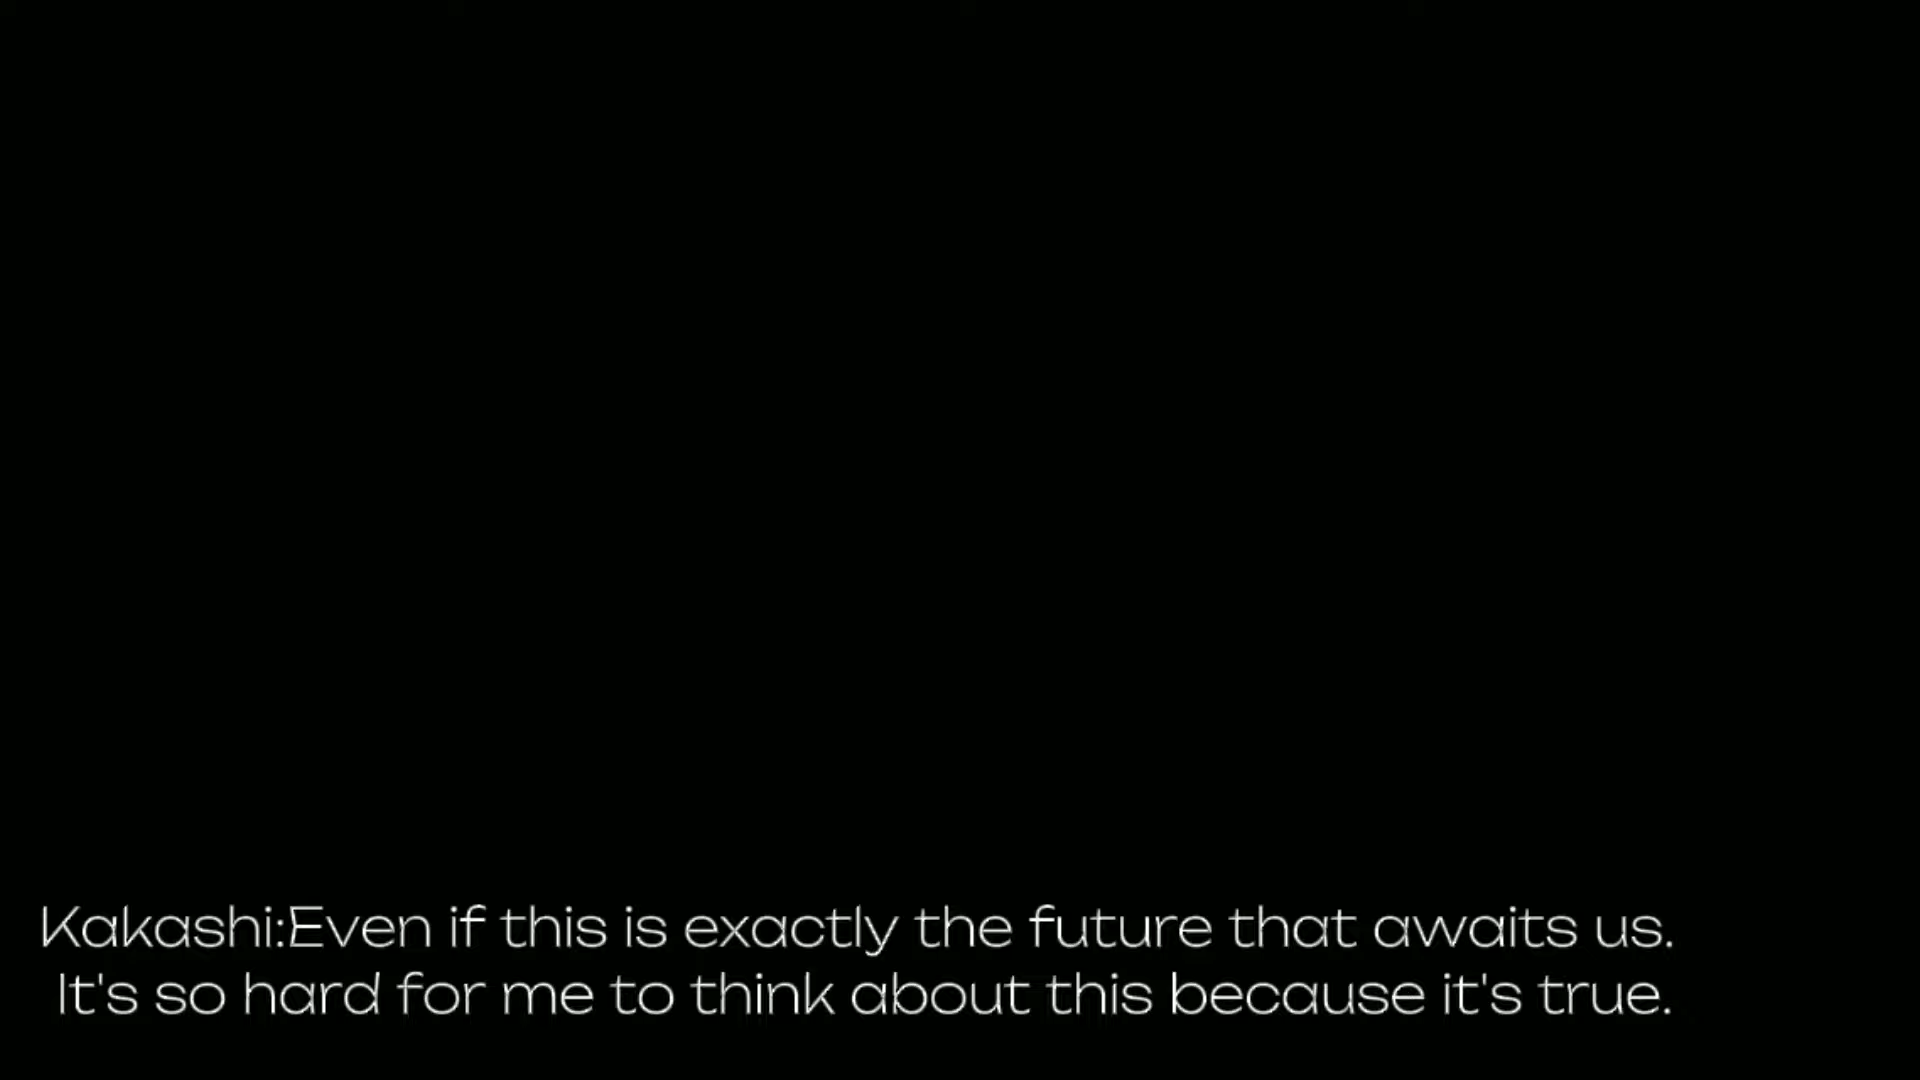 Kakashi:Even if this is exactly the future that awaits us.
It's so hard for me to think about this because it's true.